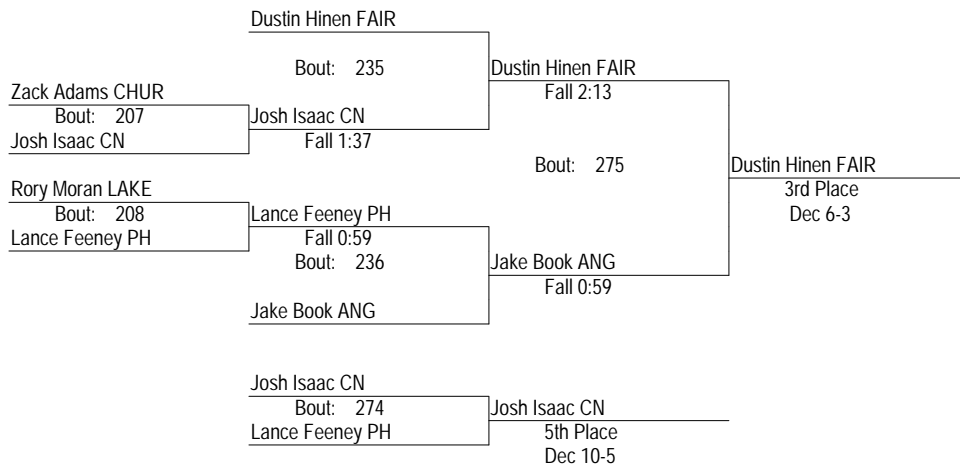 Dustin Hinen FAIR
Bout: 235
Dustin Hinen FAIR
Fall 2:13
Zack Adams CHUR
Bout: 207
Josh Isaac CN
Josh Isaac CN
Fall 1:37
Bout: 275
Dustin Hinen FAIR
3rd Place
Dec 6-3
Rory Moran LAKE
Bout: 208
Lance Feeney PH
Lance Feeney PH
Fall 0:59
Bout: 236
Jake Book ANG
Fall 0:59
Jake Book ANG
Josh Isaac CN
Bout: 274
Lance Feeney PH
Josh Isaac CN
5th Place
Dec 10-5